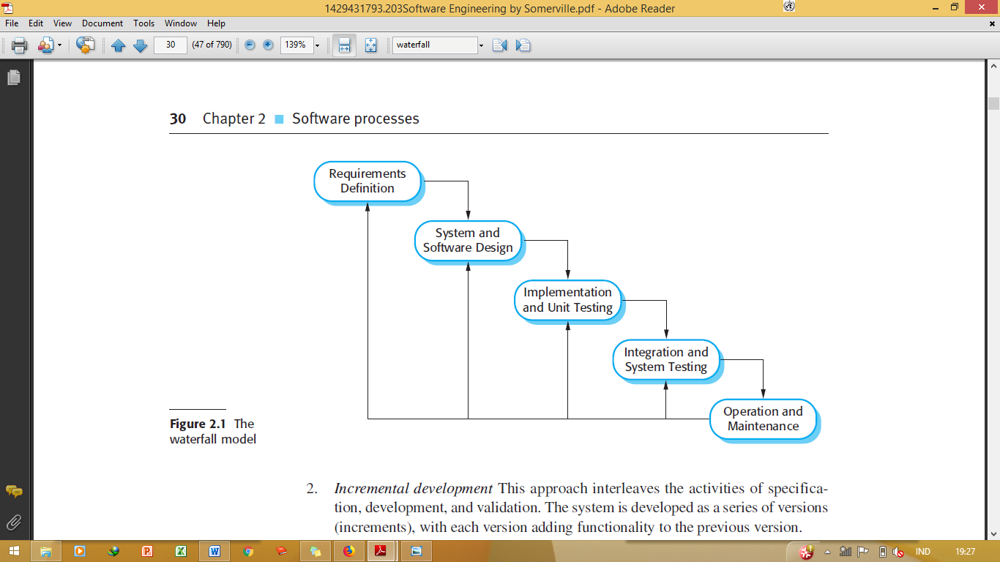 1429431793.203Software Engineering by Somerville.pdf - Adobe Reader
File Edit View Document Tools Window Help
30 (47 of 790) 139% waterfall
30 Chapter 2 ■ Software processes
Requirements
Definition
System and
Software Design
Implementation
and Unit Testing
Integration and
System Testing
Operation and
Maintenance
Figure 2.1 The
waterfall model
2. Incremental development This approach interleaves the activities of specifica-
tion, development, and validation. The system is developed as a series of versions
(increments), with each version adding functionality to the previous version.
IND 19:27